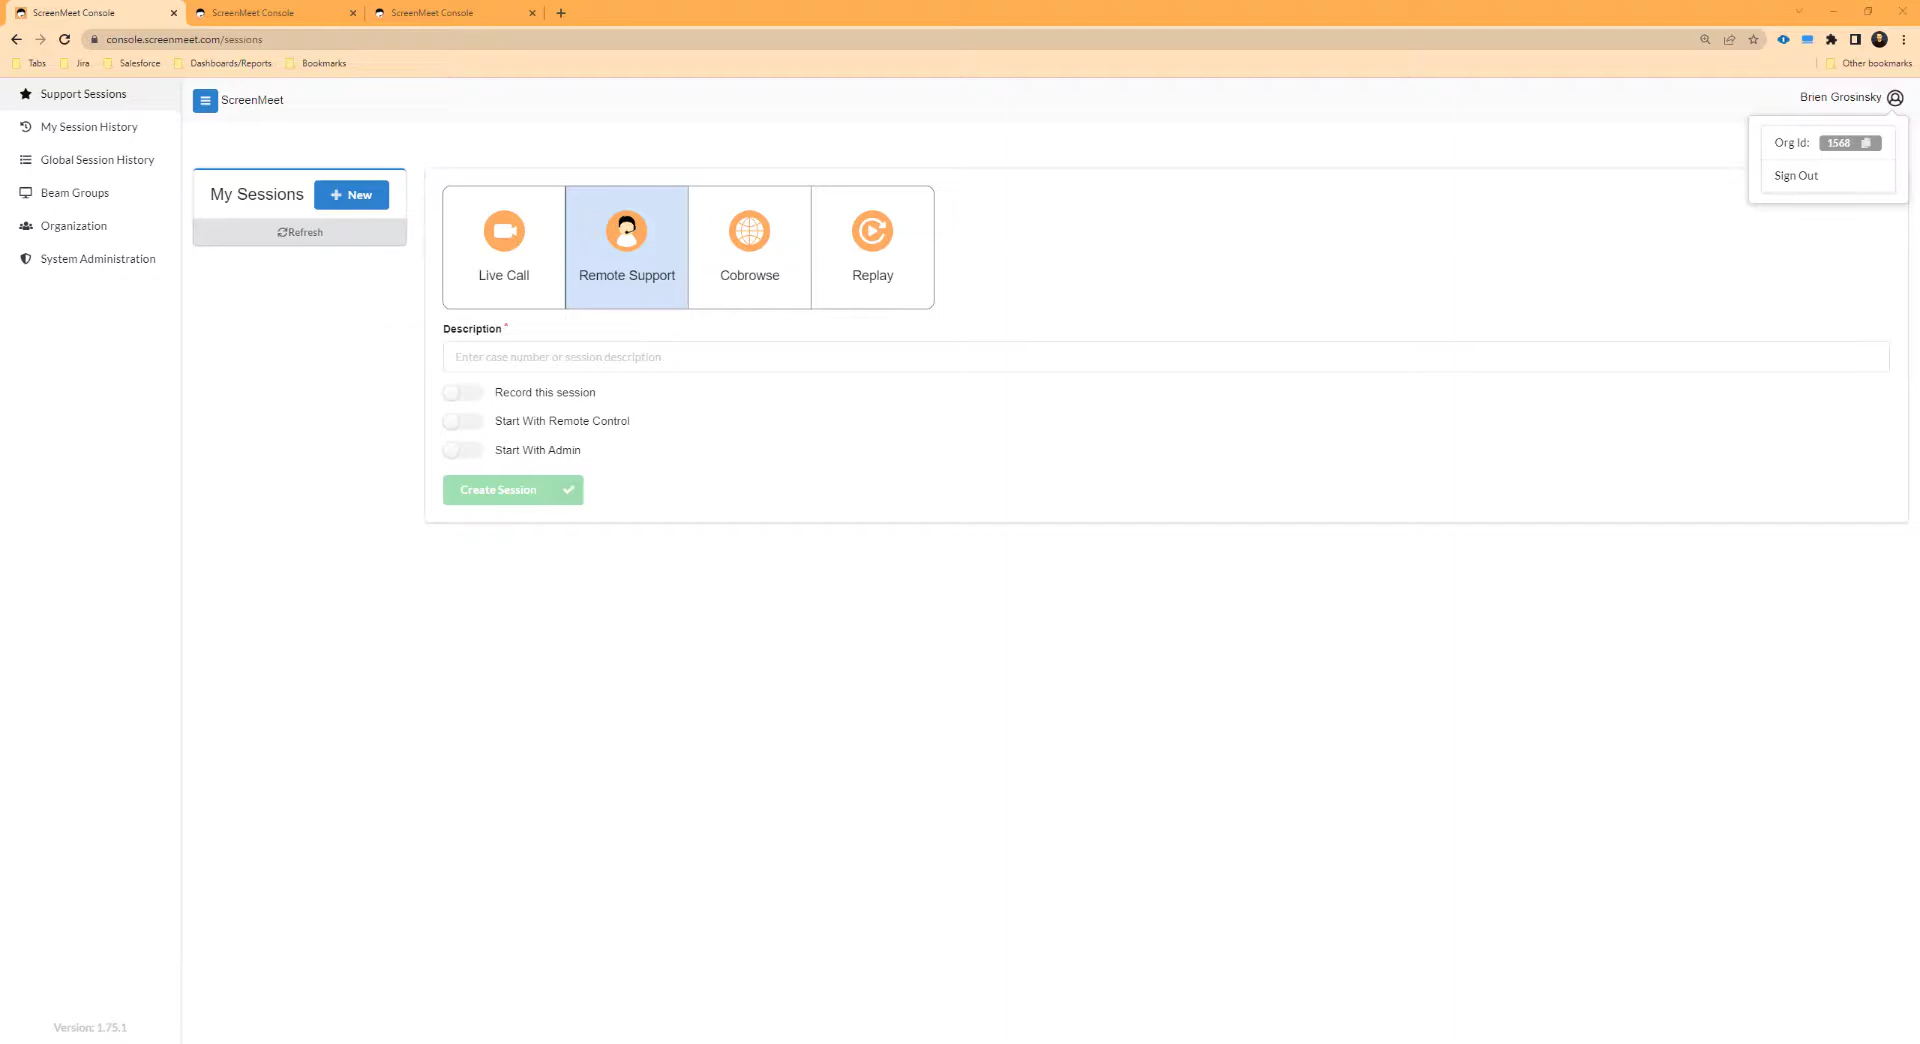 ScreenMeet Console
ScreenMeet Console
ScreenMeet Console
console.screenmeet.com/sessions
Tabs
Jira
Salesforce
Dashboards/Reports
Bookmarks
Other bookmarks
Support Sessions
My Session History
Global Session History
Beam Groups
Organization
System Administration
ScreenMeet
Brien Grosinsky
Org Id: 1568
Sign Out
My Sessions
New
Refresh
Live Call
Remote Support
Cobrowse
Replay
Description *
Enter case number or session description
Record this session
Start With Remote Control
Start With Admin
Create Session
Version: 1.75.1